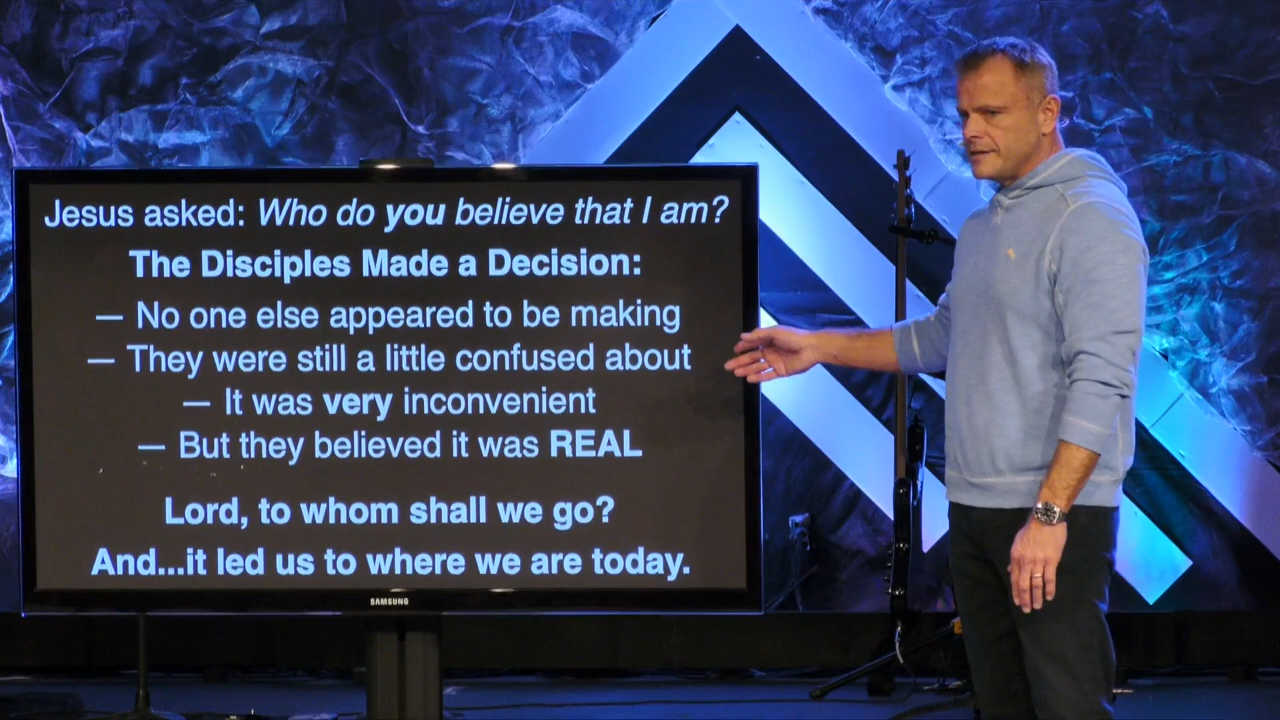 Jesus asked: Who do you believe that I am?
The Disciples Made a Decision:
— No one else appeared to be making
— They were still a little confused about
— It was very inconvenient
— But they believed it was REAL
Lord, to whom shall we go?
And...it led us to where we are today.
SAMSUNG